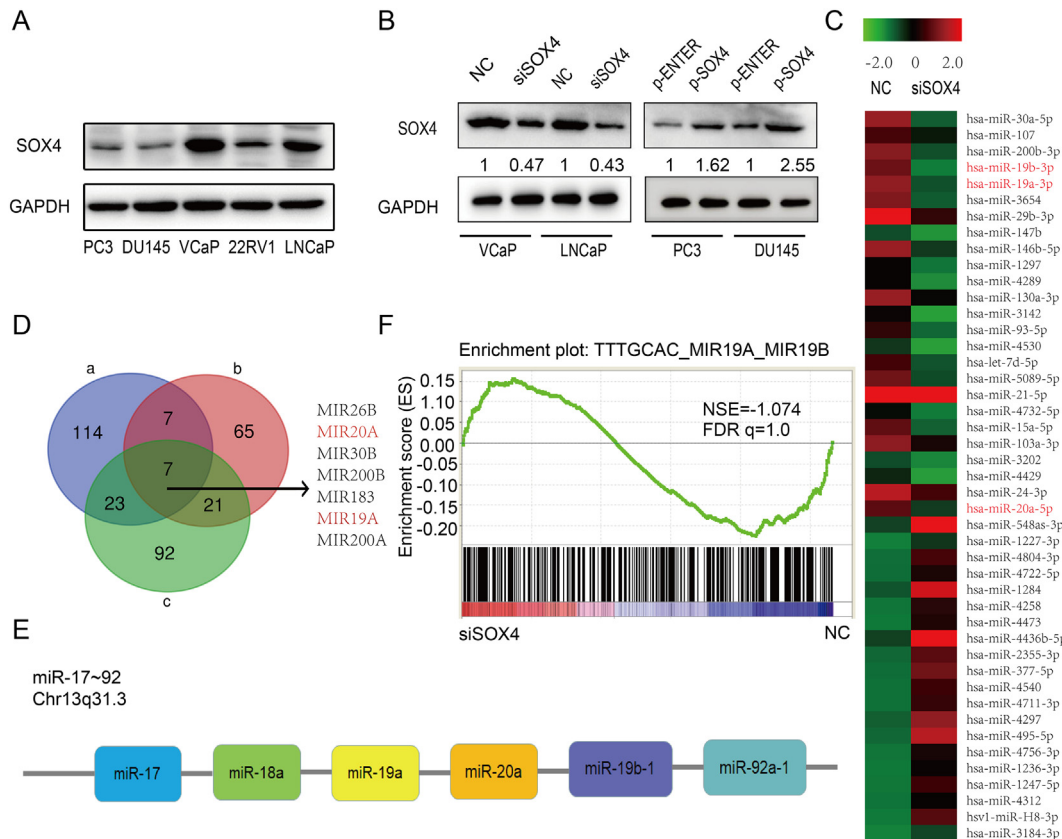 A
SOX4
GAPDH
PC3 DU145 VCaP 22RV1 LNCaP
B
NC siSOX4 NC siSOX4 p-ENTER p-SOX4 p-ENTER p-SOX4
SOX4
1 0.47 1 0.43 1 1.62 1 2.55
GAPDH
VCaP LNCaP PC3 DU145
C
-2.0 0 2.0
NC siSOX4
hsa-miR-30a-5p
hsa-miR-107
hsa-miR-200b-3p
hsa-miR-19b-3p
hsa-miR-19a-3p
hsa-miR-3654
hsa-miR-29b-3p
hsa-miR-147b
hsa-miR-146b-5p
hsa-miR-1297
hsa-miR-4289
hsa-miR-130a-3p
hsa-miR-3142
hsa-miR-93-5p
hsa-miR-4530
hsa-let-7d-5p
hsa-miR-5089-5p
hsa-miR-21-5p
hsa-miR-4732-5p
hsa-miR-15a-5p
hsa-miR-103a-3p
hsa-miR-3202
hsa-miR-4429
hsa-miR-24-3p
hsa-miR-20a-5p
hsa-miR-548as-3p
hsa-miR-1227-3p
hsa-miR-4804-3p
hsa-miR-4722-5p
hsa-miR-1284
hsa-miR-4258
hsa-miR-4473
hsa-miR-4436b-5p
hsa-miR-2355-3p
hsa-miR-377-5p
hsa-miR-4540
hsa-miR-4711-3p
hsa-miR-4297
hsa-miR-495-5p
hsa-miR-4756-3p
hsa-miR-1236-3p
hsa-miR-1247-5p
hsa-miR-4312
hsv1-miR-H8-3p
hsa-miR-3184-3p
D
a b
114 7 65
7
23 21
92
c
MIR26B
MIR20A
MIR30B
MIR200B
MIR183
MIR19A
MIR200A
F
Enrichment plot: TTTGCAC_MIR19A_MIR19B
Enrichment score (ES)
0.15
0.10
0.05
0.00
-0.05
-0.10
-0.15
-0.20
NSE=-1.074
FDR q=1.0
siSOX4 NC
E
miR-17~92
Chr13q31.3
miR-17 miR-18a miR-19a miR-20a miR-19b-1 miR-92a-1